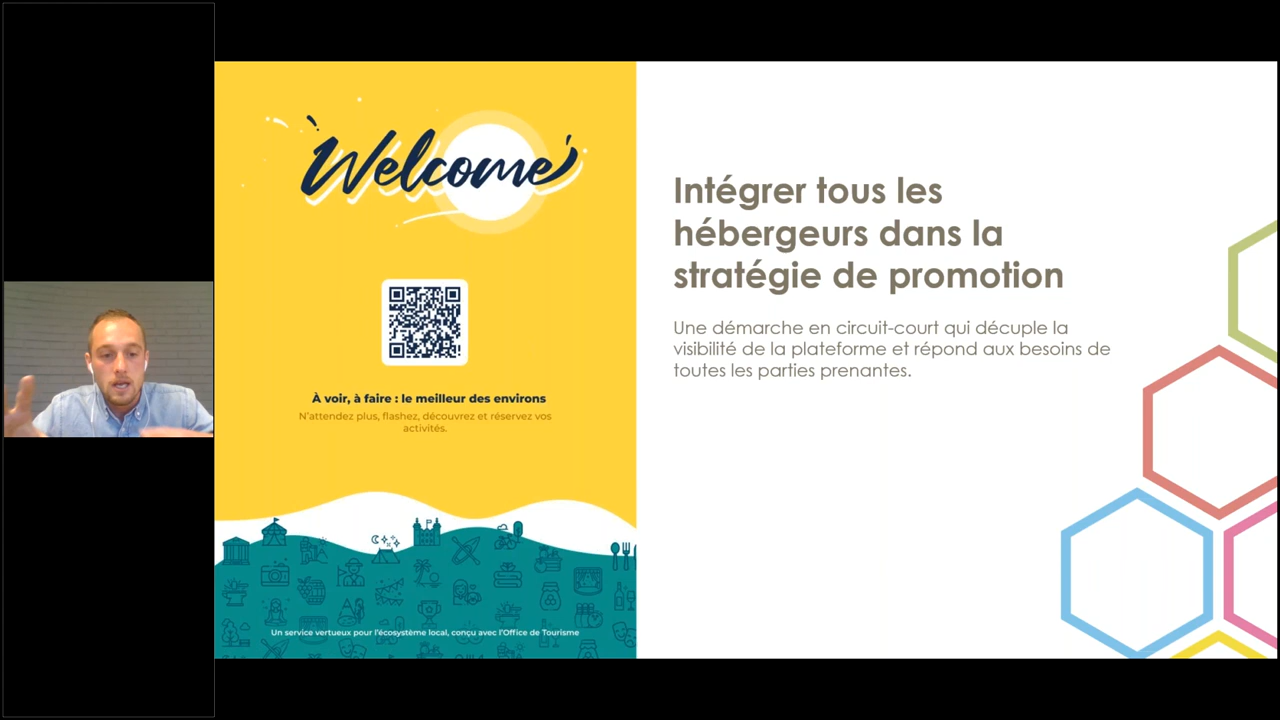 Welcome
À voir, à faire : le meilleur des environs
N'attendez plus, flashez, découvrez et réservez vos
activités.
Un service vertueux pour l'écosystème local, conçu avec l'Office de Tourisme
Intégrer tous les
hébergeurs dans la
stratégie de promotion
Une démarche en circuit-court qui décuple la
visibilité de la plateforme et répond aux besoins de
toutes les parties prenantes.